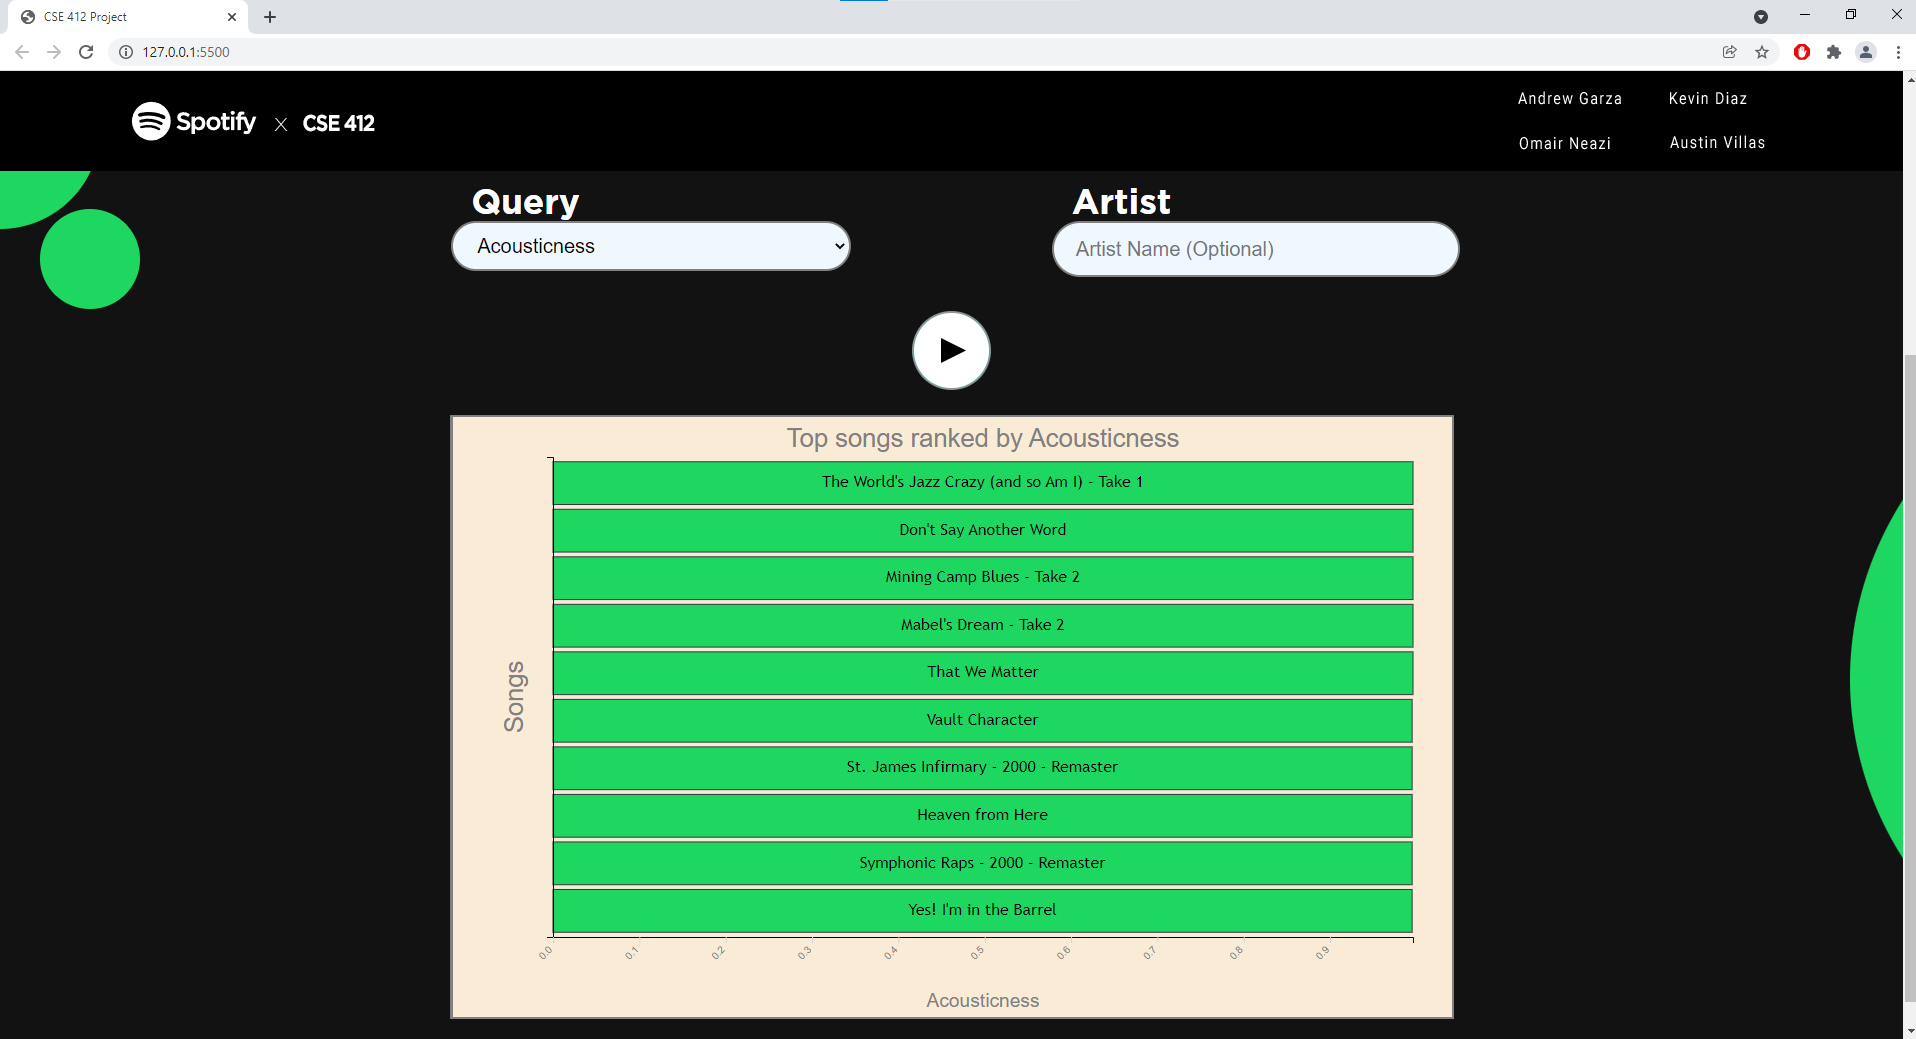 CSE 412 Project
127.0.0.1:5500
Spotify X CSE 412
Andrew Garza Kevin Diaz
Omair Neazi Austin Villas
Query
Acousticness
Artist
Artist Name (Optional)
Top songs ranked by Acousticness
Songs
The World's Jazz Crazy (and so Am I) - Take 1
Don't Say Another Word
Mining Camp Blues - Take 2
Mabel's Dream - Take 2
That We Matter
Vault Character
St. James Infirmary - 2000 - Remaster
Heaven from Here
Symphonic Raps - 2000 - Remaster
Yes! I'm in the Barrel
0.0 0.1 0.2 0.3 0.4 0.5 0.6 0.7 0.8 0.9
Acousticness